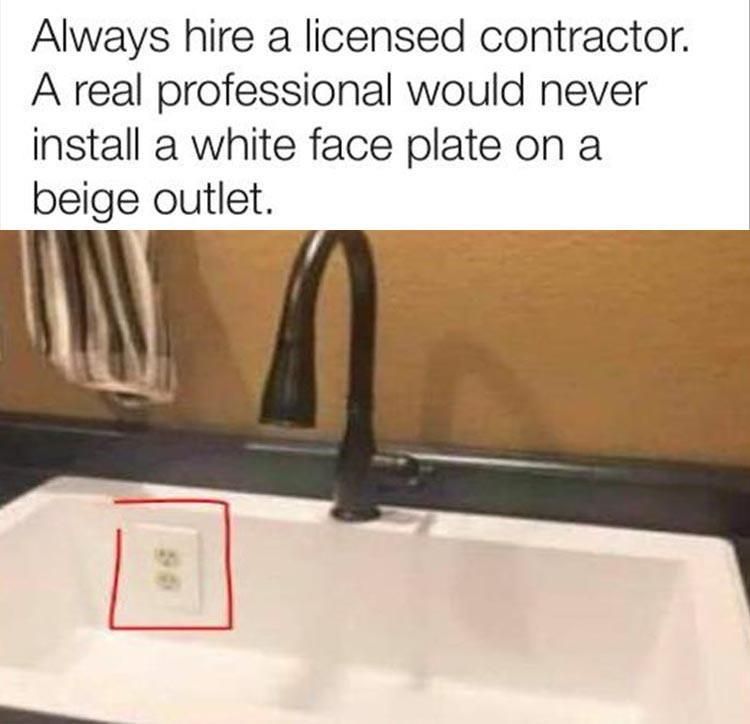 Always hire a licensed contractor.
A real professional would never
install a white face plate on a
beige outlet.